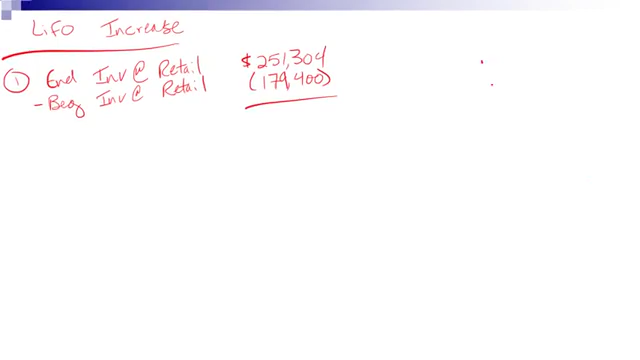 LiFO Increase
① End Inv @ Retail $251,304
- Beg Inv @ Retail (179,400)